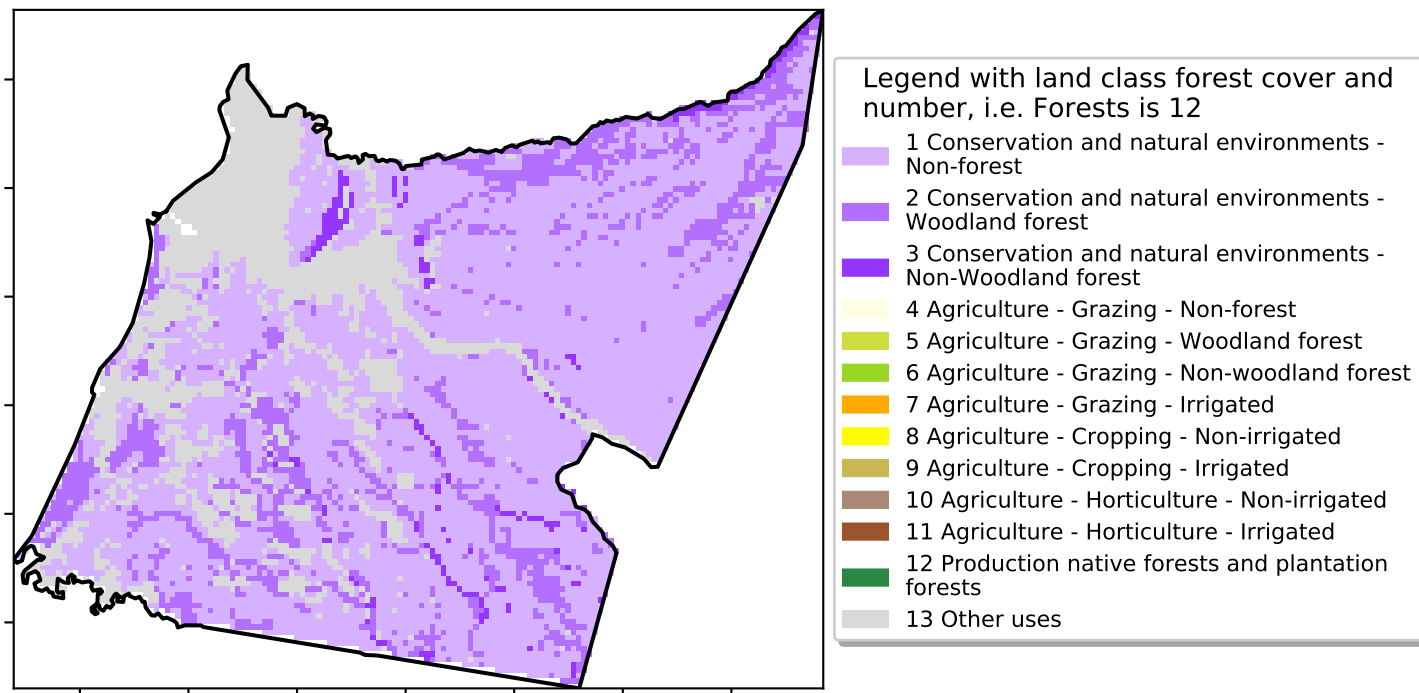 Legend with land class forest cover and
number, i.e. Forests is 12
1 Conservation and natural environments -
Non-forest
2 Conservation and natural environments -
Woodland forest
3 Conservation and natural environments -
Non-Woodland forest
4 Agriculture - Grazing - Non-forest
5 Agriculture - Grazing - Woodland forest
6 Agriculture - Grazing - Non-woodland forest
7 Agriculture - Grazing - Irrigated
8 Agriculture - Cropping - Non-irrigated
9 Agriculture - Cropping - Irrigated
10 Agriculture - Horticulture - Non-irrigated
11 Agriculture - Horticulture - Irrigated
12 Production native forests and plantation
forests
13 Other uses